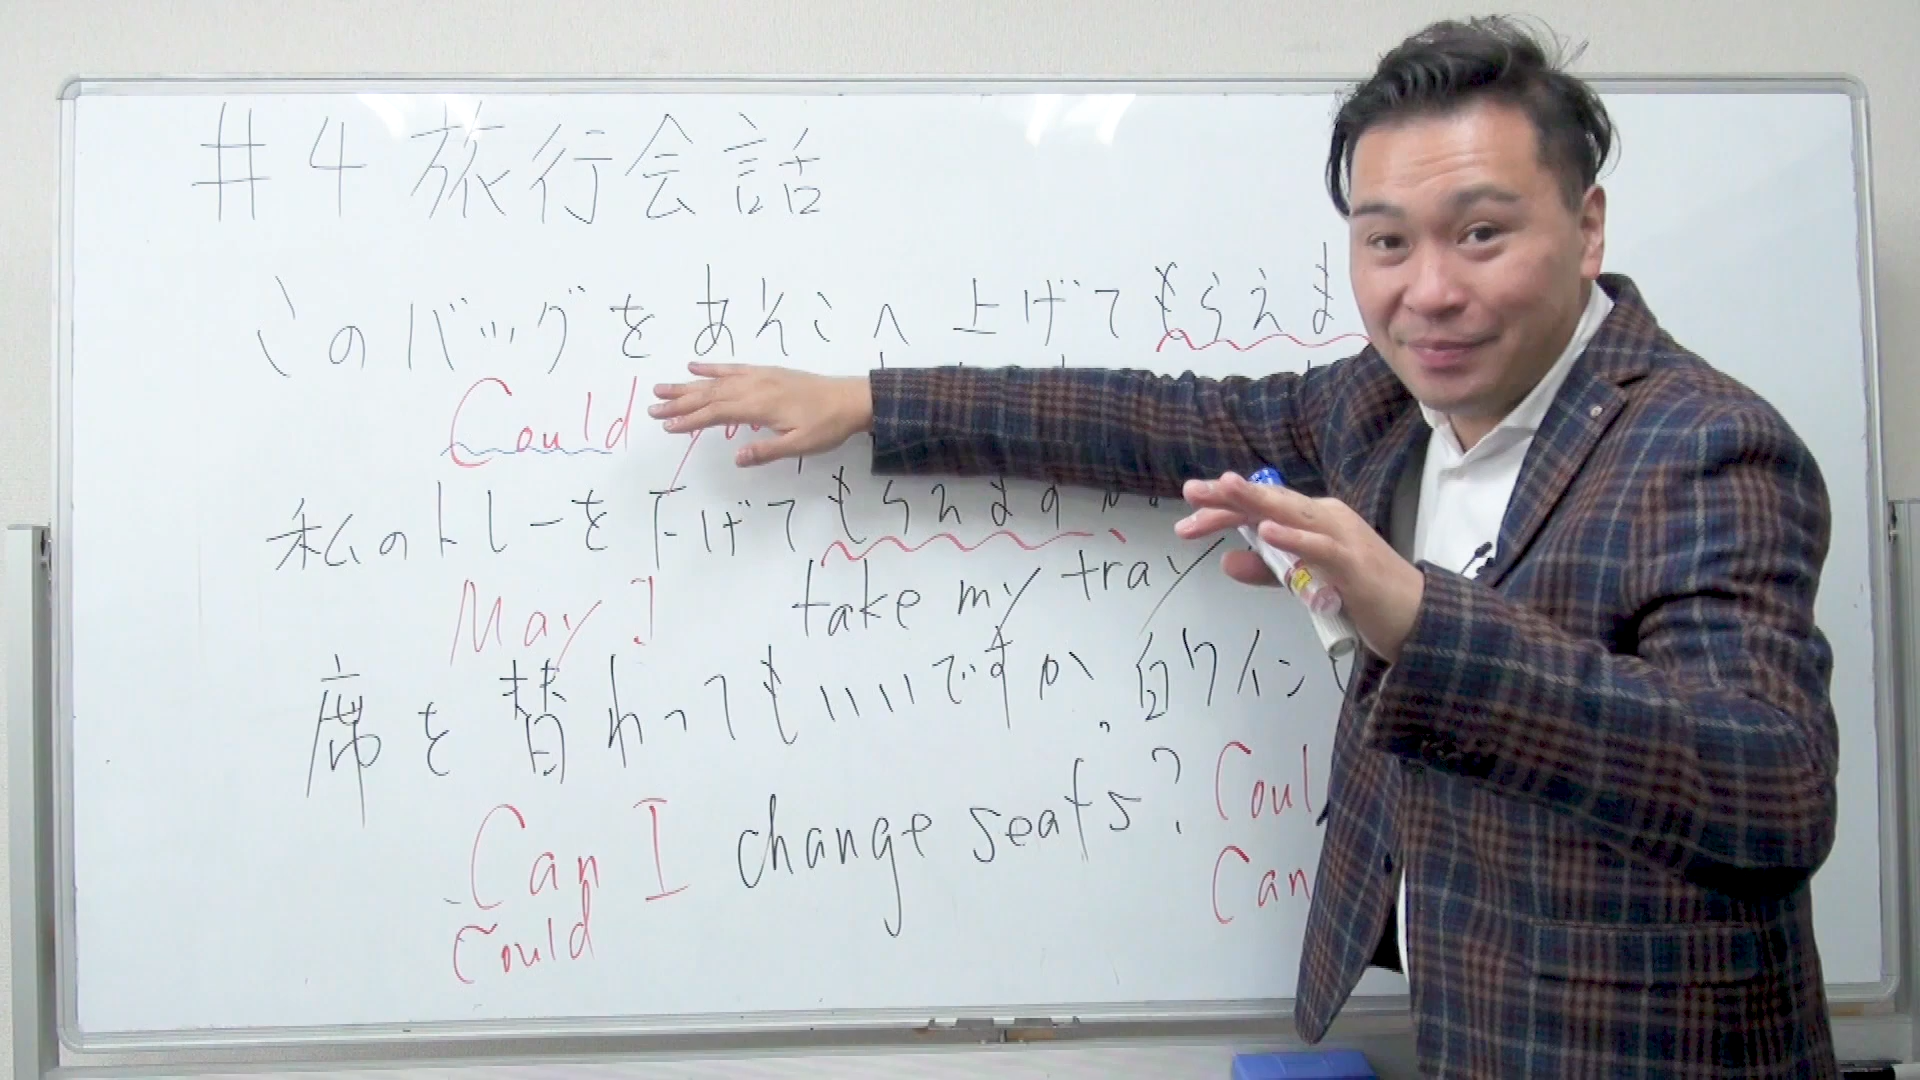 #4 旅行会話
このバッグをあそこへ上げてもらえま
Could you
私のトレーを下げてもらえますか
May I take my tray
席を替わってもいいですか? 白ワイン
Can I change seats? Coul
Could Can